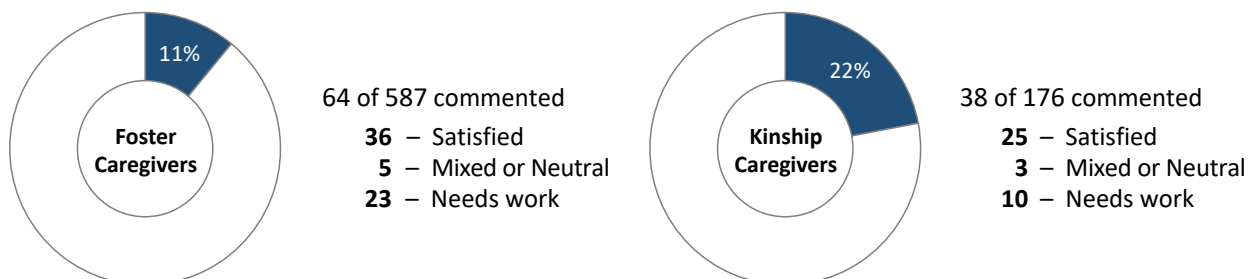 11%
Foster
Caregivers
64 of 587 commented
36 – Satisfied
5 – Mixed or Neutral
23 – Needs work
22%
Kinship
Caregivers
38 of 176 commented
25 – Satisfied
3 – Mixed or Neutral
10 – Needs work